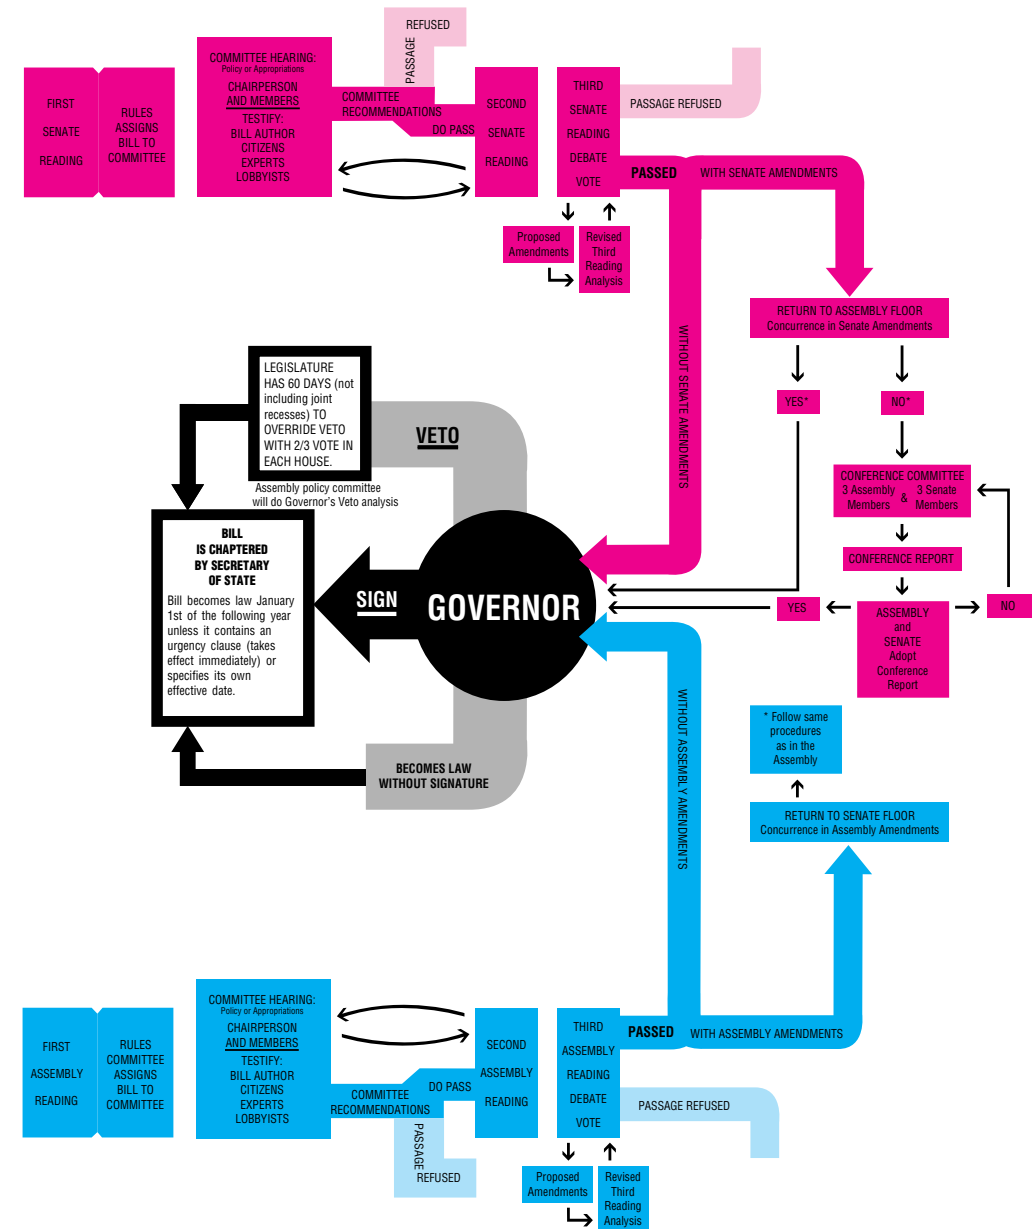 REFUSED
PASSAGE
COMMITTEE HEARING:
Policy or Appropriations
CHAIRPERSON
AND MEMBERS
TESTIFY:
BILL AUTHOR
CITIZENS
EXPERTS
LOBBYISTS
FIRST
SENATE
READING
RULES
ASSIGNS
BILL TO
COMMITTEE
COMMITTEE
RECOMMENDATIONS
DO PASS
SECOND
SENATE
READING
THIRD
SENATE
READING
DEBATE
VOTE
PASSAGE REFUSED
PASSED
WITH SENATE AMENDMENTS
Proposed
Amendments
Revised
Third
Reading
Analysis
WITHOUT SENATE AMENDMENTS
RETURN TO ASSEMBLY FLOOR
Concurrence in Senate Amendments
YES*
NO*
CONFERENCE COMMITTEE
3 Assembly
Members
&
3 Senate
Members
CONFERENCE REPORT
YES
ASSEMBLY
and
SENATE
Adopt
Conference
Report
NO
LEGISLATURE
HAS 60 DAYS (not
including joint
recesses) TO
OVERRIDE VETO
WITH 2/3 VOTE IN
EACH HOUSE.
VETO
Assembly policy committee
will do Governor's Veto analysis
BILL
IS CHAPTERED
BY SECRETARY
OF STATE
Bill becomes law January
1st of the following year
unless it contains an
urgency clause (takes
effect immediately) or
specifies its own
effective date.
SIGN
GOVERNOR
BECOMES LAW
WITHOUT SIGNATURE
WITHOUT ASSEMBLY AMENDMENTS
* Follow same
procedures
as in the
Assembly
RETURN TO SENATE FLOOR
Concurrence in Assembly Amendments
COMMITTEE HEARING:
Policy or Appropriations
CHAIRPERSON
AND MEMBERS
TESTIFY:
BILL AUTHOR
CITIZENS
EXPERTS
LOBBYISTS
FIRST
ASSEMBLY
READING
RULES
COMMITTEE
ASSIGNS
BILL TO
COMMITTEE
COMMITTEE
RECOMMENDATIONS
DO PASS
PASSAGE
REFUSED
SECOND
ASSEMBLY
READING
THIRD
ASSEMBLY
READING
DEBATE
VOTE
PASSED
WITH ASSEMBLY AMENDMENTS
PASSAGE REFUSED
Proposed
Amendments
Revised
Third
Reading
Analysis